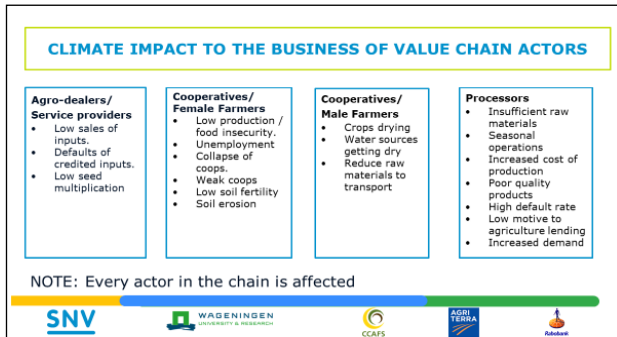 CLIMATE IMPACT TO THE BUSINESS OF VALUE CHAIN ACTORS
Agro-dealers/
Service providers
• Low sales of
inputs.
• Defaults of
credited inputs.
• Low seed
multiplication
Cooperatives/
Female Farmers
• Low production /
food insecurity.
• Unemployment
• Collapse of
coops.
• Weak coops
• Low soil fertility
• Soil erosion
Cooperatives/
Male Farmers
• Crops drying
• Water sources
getting dry
• Reduce raw
materials to
transport
Processors
• Insufficient raw
materials
• Seasonal
operations
• Increased cost of
production
• Poor quality
products
• High default rate
• Low motive to
agriculture lending
• Increased demand
NOTE: Every actor in the chain is affected
SNV
WAGENINGEN
UNIVERSITY & RESEARCH
CCAFS
AGRI
TERRA
Rabobank